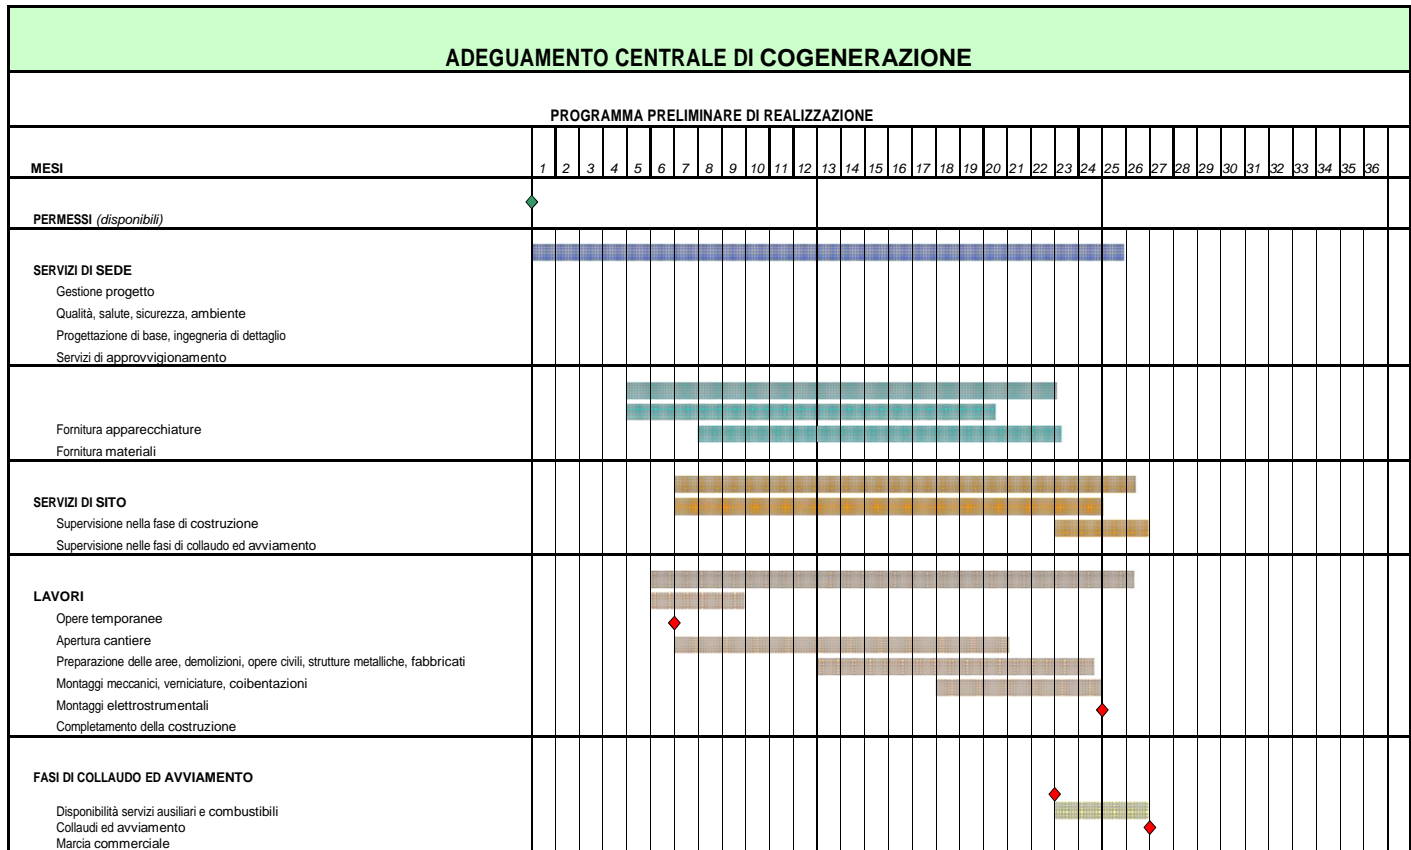 ADEGUAMENTO CENTRALE DI COGENERAZIONE
PROGRAMMA PRELIMINARE DI REALIZZAZIONE
MESI 1 2 3 4 5 6 7 8 9 10 11 12 13 14 15 16 17 18 19 20 21 22 23 24 25 26 27 28 29 30 31 32 33 34 35 36
PERMESSI (disponibili)
SERVIZI DI SEDE
Gestione progetto
Qualità, salute, sicurezza, ambiente
Progettazione di base, ingegneria di dettaglio
Servizi di approvvigionamento
Fornitura apparecchiature
Fornitura materiali
SERVIZI DI SITO
Supervisione nella fase di costruzione
Supervisione nelle fasi di collaudo ed avviamento
LAVORI
Opere temporanee
Apertura cantiere
Preparazione delle aree, demolizioni, opere civili, strutture metalliche, fabbricati
Montaggi meccanici, verniciature, coibentazioni
Montaggi elettrostrumentali
Completamento della costruzione
FASI DI COLLAUDO ED AVVIAMENTO
Disponibilità servizi ausiliari e combustibili
Collaudi ed avviamento
Marcia commerciale